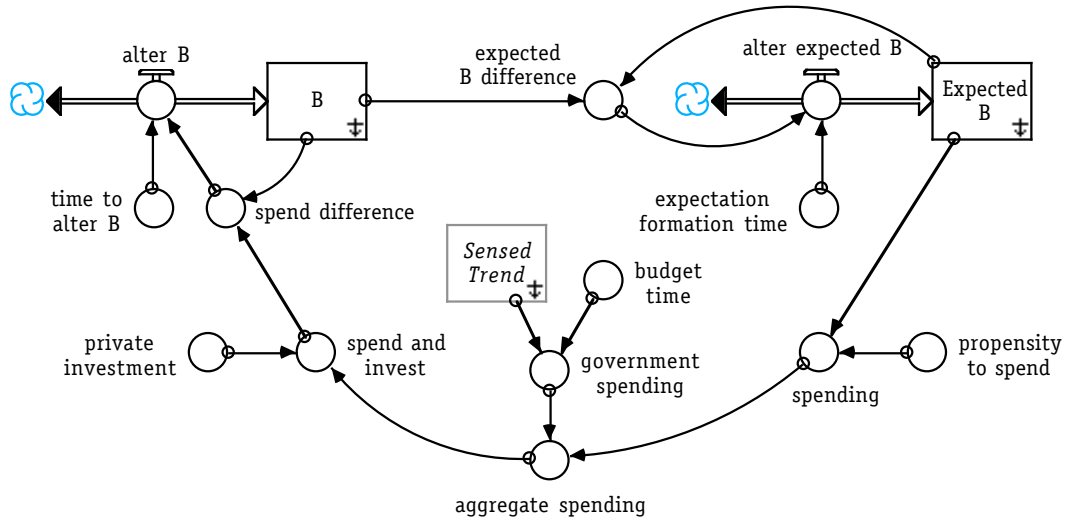 alter B
B
expected
B difference
alter expected B
Expected
B
time to
alter B
spend difference
Sensed
Trend
budget
time
expectation
formation time
private
investment
spend and
invest
government
spending
spending
propensity
to spend
aggregate spending